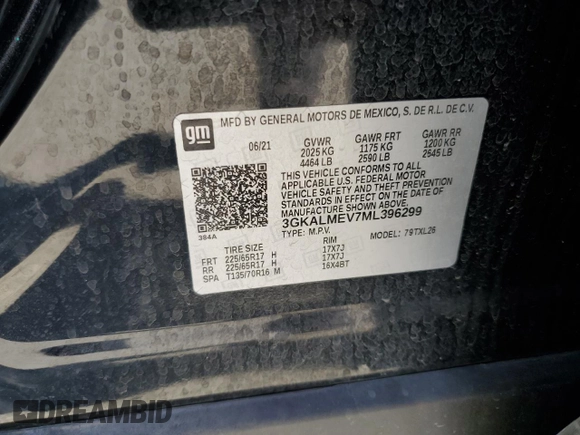 gm
MFD BY GENERAL MOTORS DE MEXICO, S. DE R.L. DE C.V.
06/21 GVWR GAWR FRT GAWR RR
2025 KG 1175 KG 1200 KG
4464 LB 2590 LB 2645 LB
THIS VEHICLE CONFORMS TO ALL
APPLICABLE U.S. FEDERAL MOTOR
VEHICLE SAFETY AND THEFT PREVENTION
STANDARDS IN EFFECT ON THE DATE
OF MANUFACTURE SHOWN ABOVE.
3GKALMEV7ML396299
384A TYPE: M.P.V. MODEL: 79TXL26
TIRE SIZE RIM
FRT 225/65R17 H 17X7J
RR 225/65R17 H 17X7J
SPA T135/70R16 M 16X4BT
DREAMBID